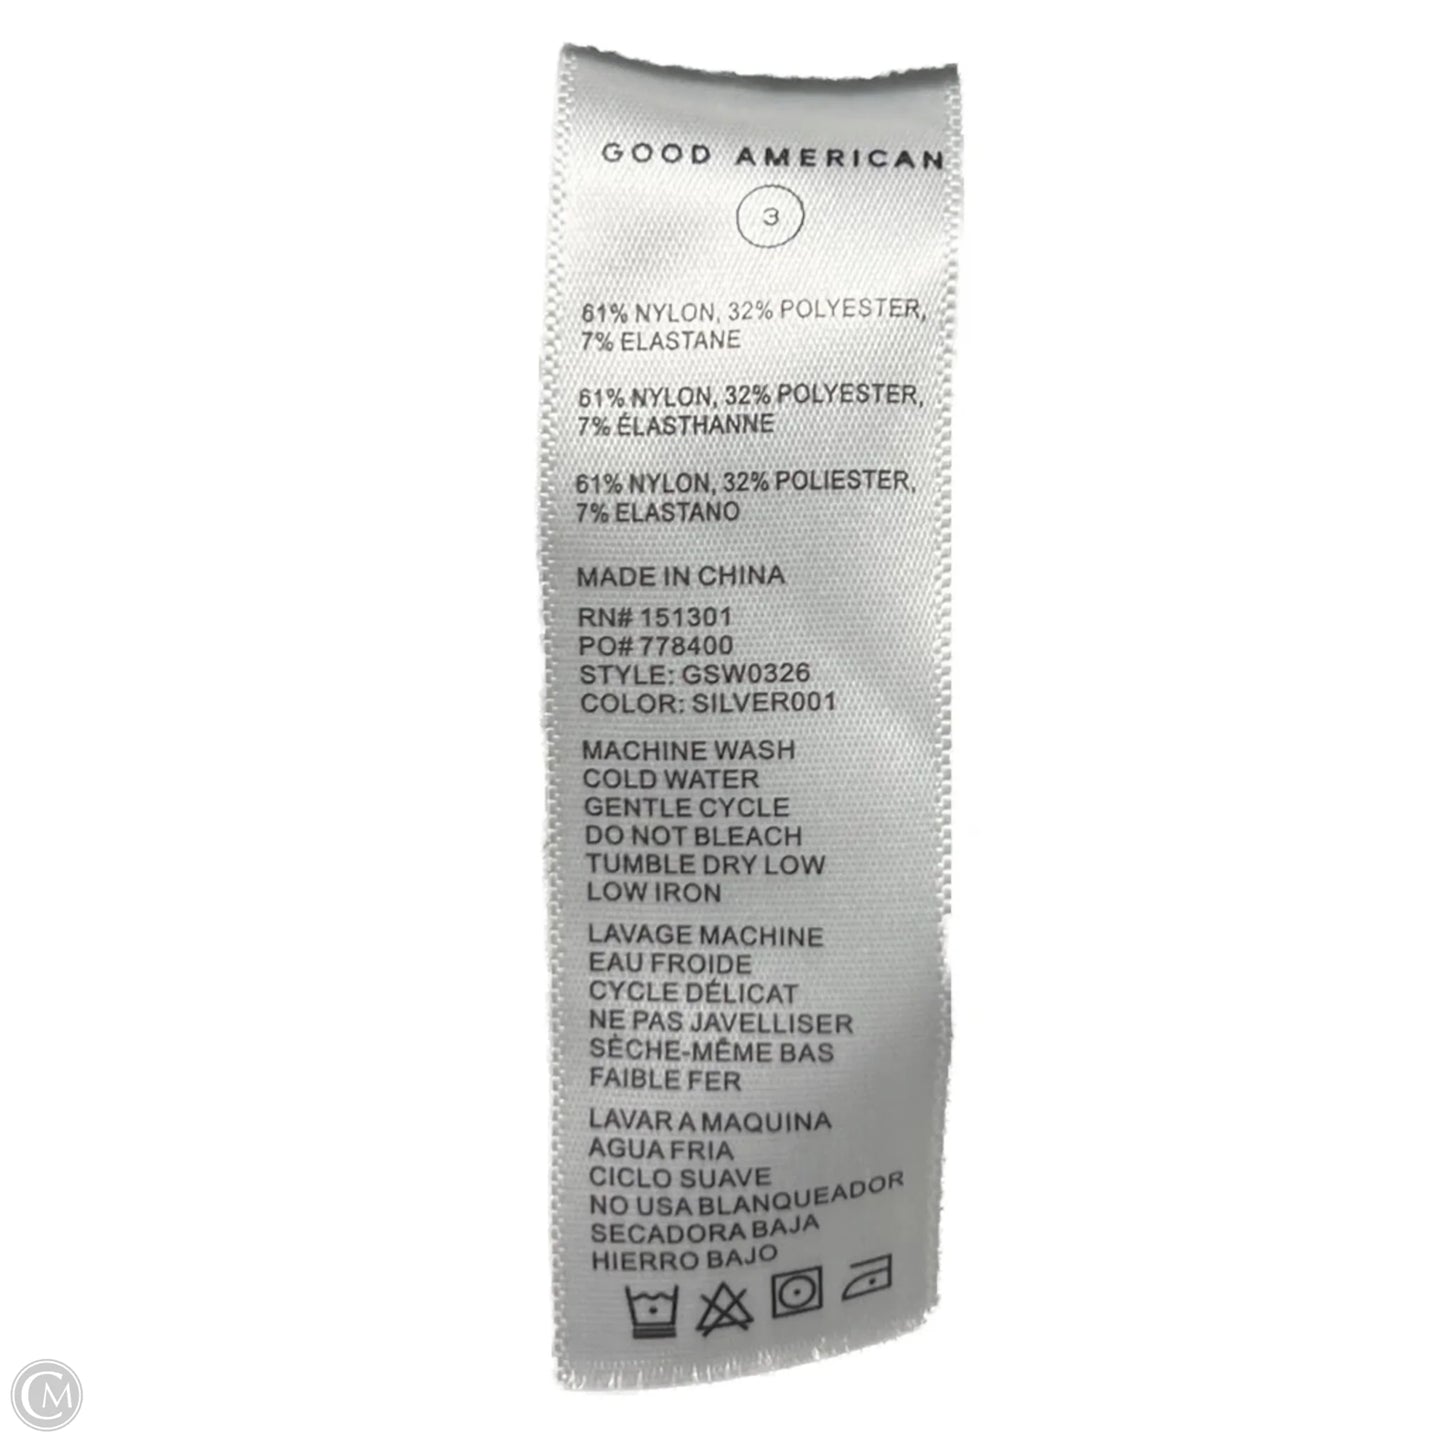 GOOD AMERICAN
3
61% NYLON, 32% POLYESTER,
7% ELASTANE
61% NYLON, 32% POLYESTER,
7% ÉLASTHANNE
61% NYLON, 32% POLIESTER,
7% ELASTANO
MADE IN CHINA
RN# 151301
PO# 778400
STYLE: GSW0326
COLOR: SILVER001
MACHINE WASH
COLD WATER
GENTLE CYCLE
DO NOT BLEACH
TUMBLE DRY LOW
LOW IRON
LAVAGE MACHINE
EAU FROIDE
CYCLE DÉLICAT
NE PAS JAVELLISER
SÈCHE-MÊME BAS
FAIBLE FER
LAVAR A MAQUINA
AGUA FRIA
CICLO SUAVE
NO USA BLANQUEADOR
SECADORA BAJA
HIERRO BAJO
CM